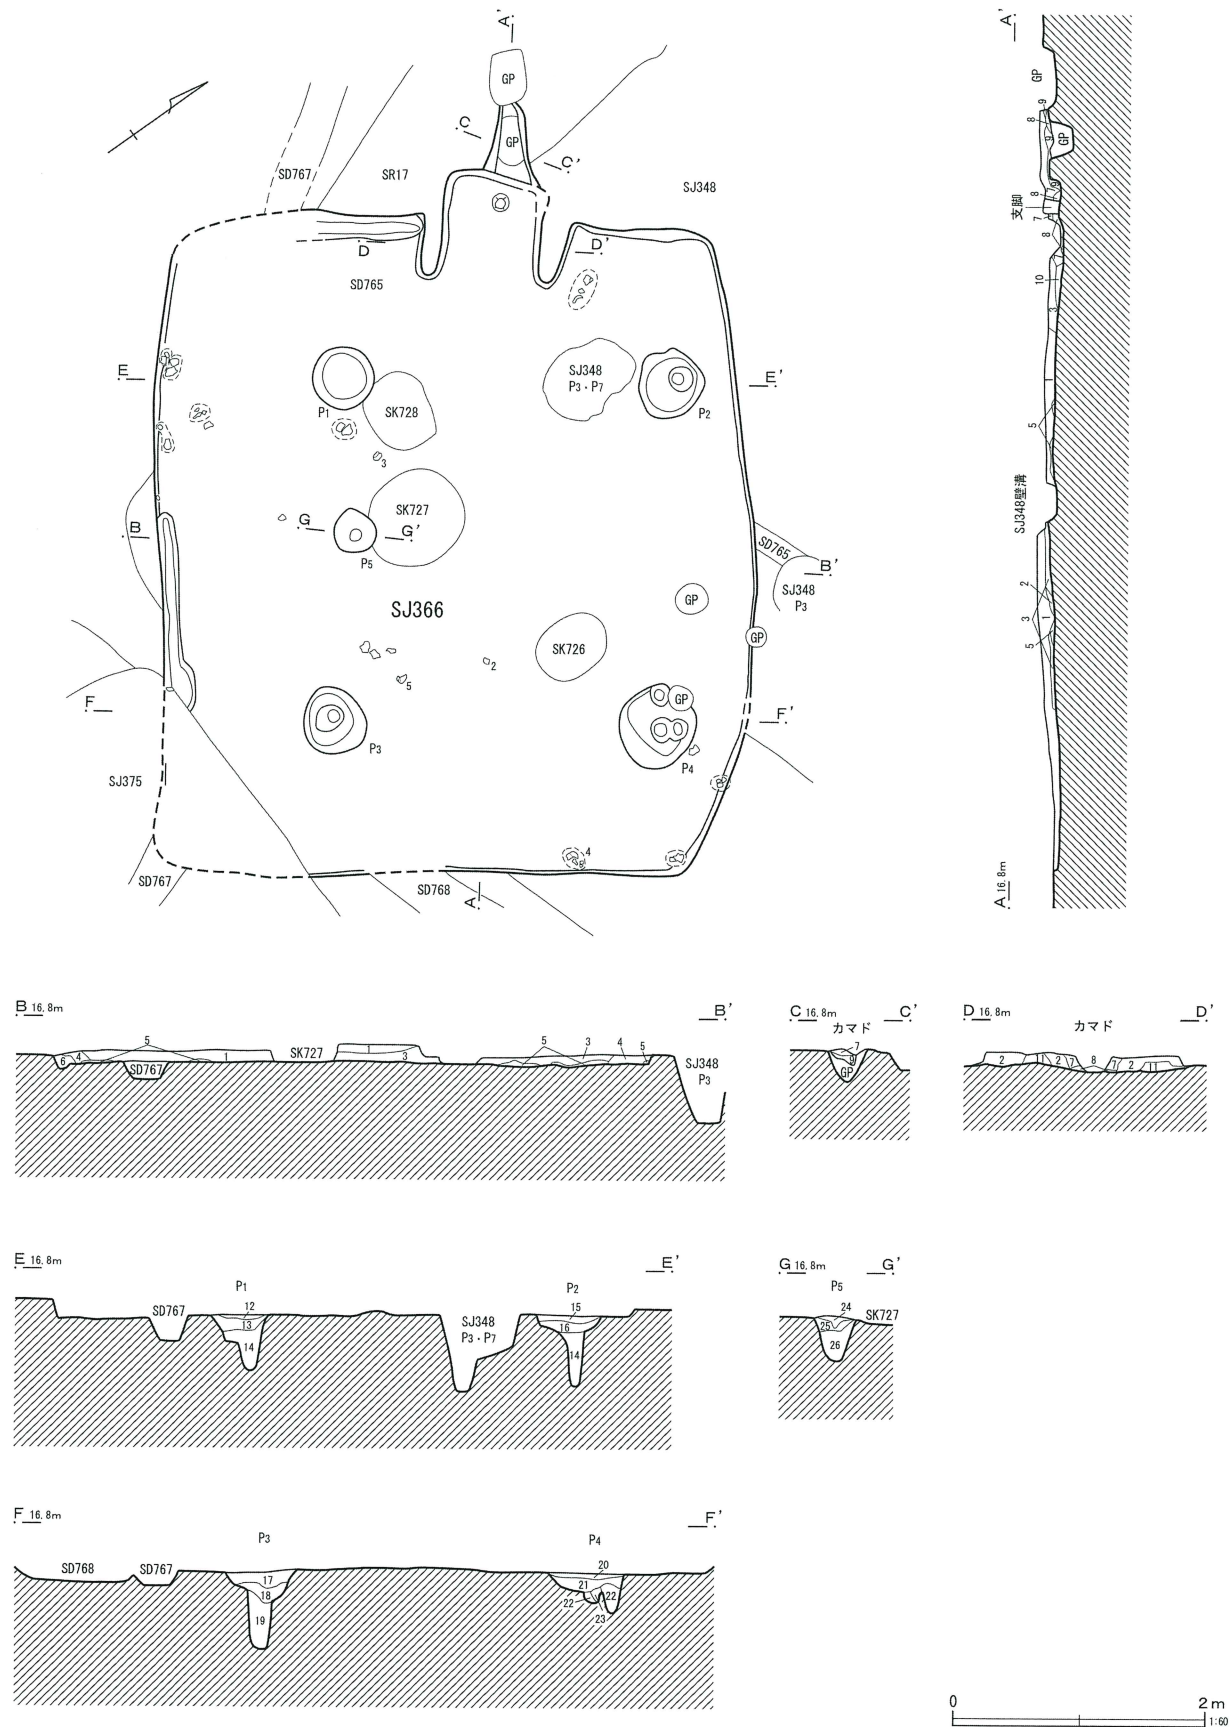 A'
A'
GP
GP
C
GP
C'
9
8
9
GP
SD767
SR17
SJ348
9
8
支脚
7
8
D
D'
SD765
10
3
E
SJ348
P3・P7
E'
P1
SK728
P2
1
3
5
G
SK727
G'
SJ348壁溝
B
P5
SD765
B'
SJ348
P3
2
3
1
5
SJ366
GP
GP
SK726
2
5
F
GP
F'
P3
P4
SJ375
4
SD767
SD768
A
A 16.8m
B 16.8m
B'
C 16.8m
C'
D 16.8m
D'
カマド
カマド
5
6
4
1
SD767
SK727
1
3
5
3
4
5
SJ348
P3
7
9
GP
2
11
2
7
8
7
2
11
E 16.8m
E'
G 16.8m
G'
P1
P2
P5
SD767
12
13
14
SJ348
P3・P7
15
16
14
24
25
26
SK727
F 16.8m
F'
P3
P4
SD768
SD767
17
18
19
20
21
22
22
23
0
2m
1:60